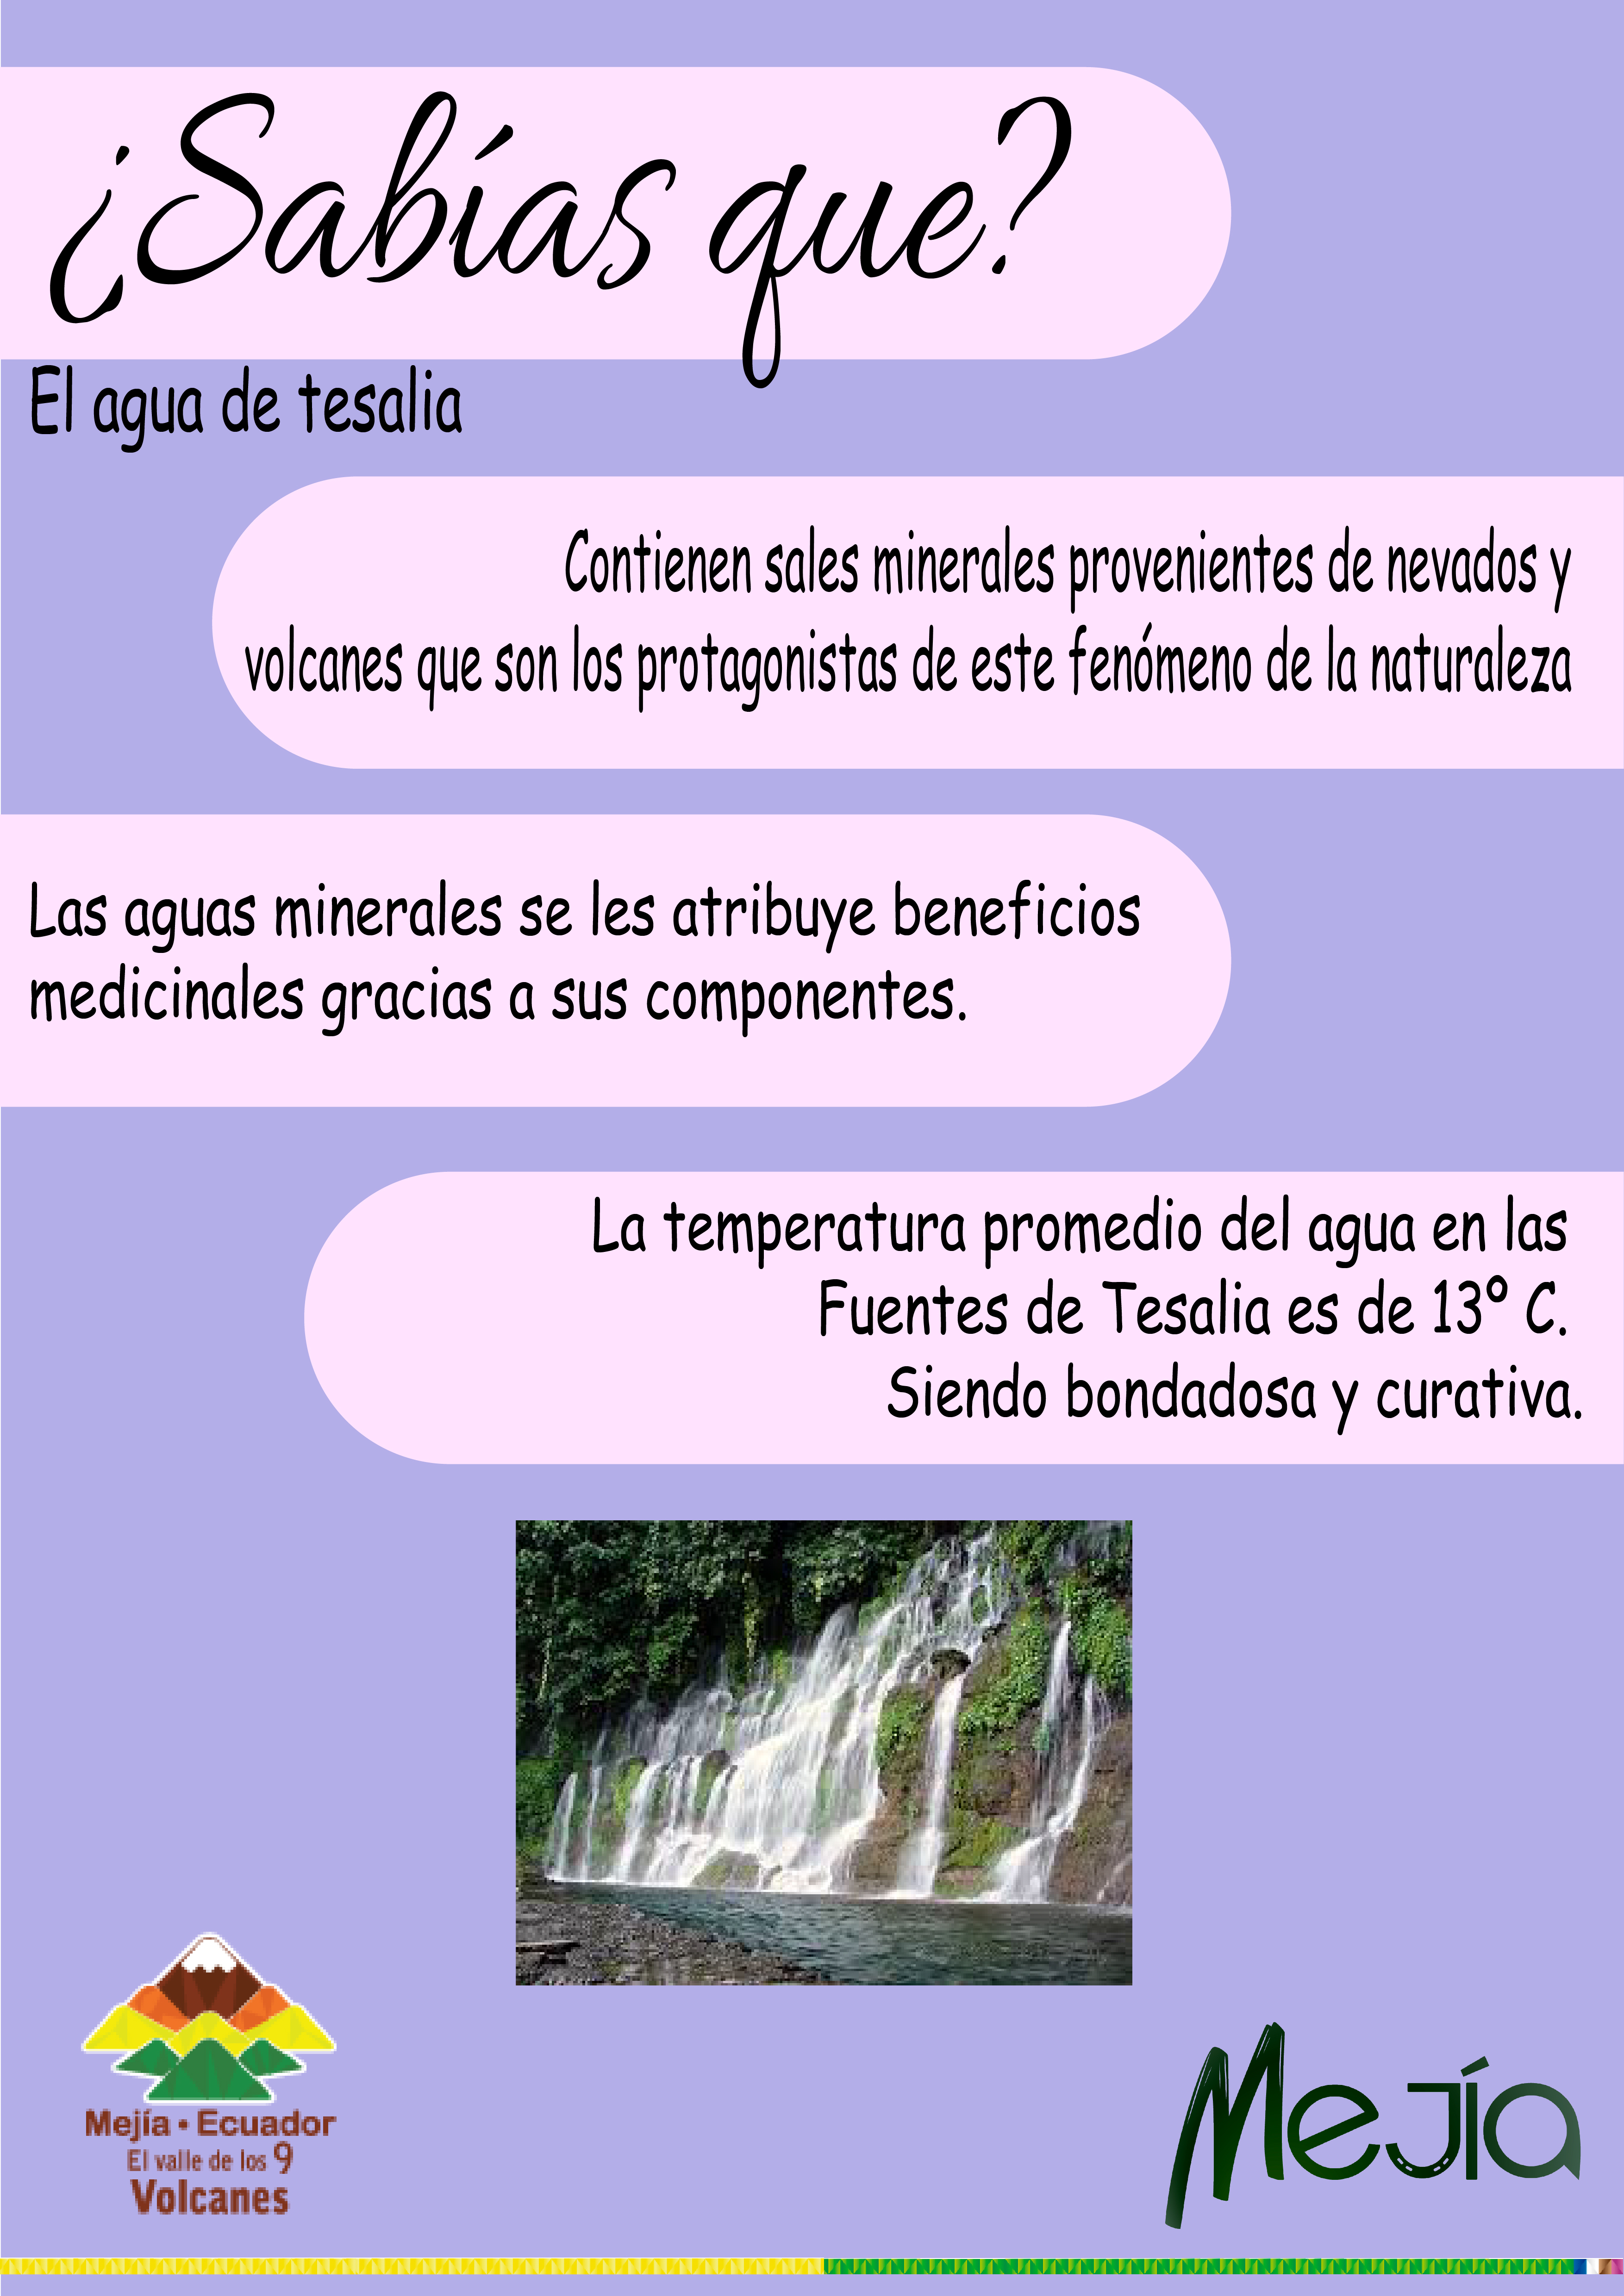 ¿Sabías que?
El agua de tesalia
Contienen sales minerales provenientes de nevados y
volcanes que son los protagonistas de este fenómeno de la naturaleza
Las aguas minerales se les atribuye beneficios
medicinales gracias a sus componentes.
La temperatura promedio del agua en las
Fuentes de Tesalia es de 13º C.
Siendo bondadosa y curativa.
Mejía • Ecuador
El valle de los 9
Volcanes
Mejía